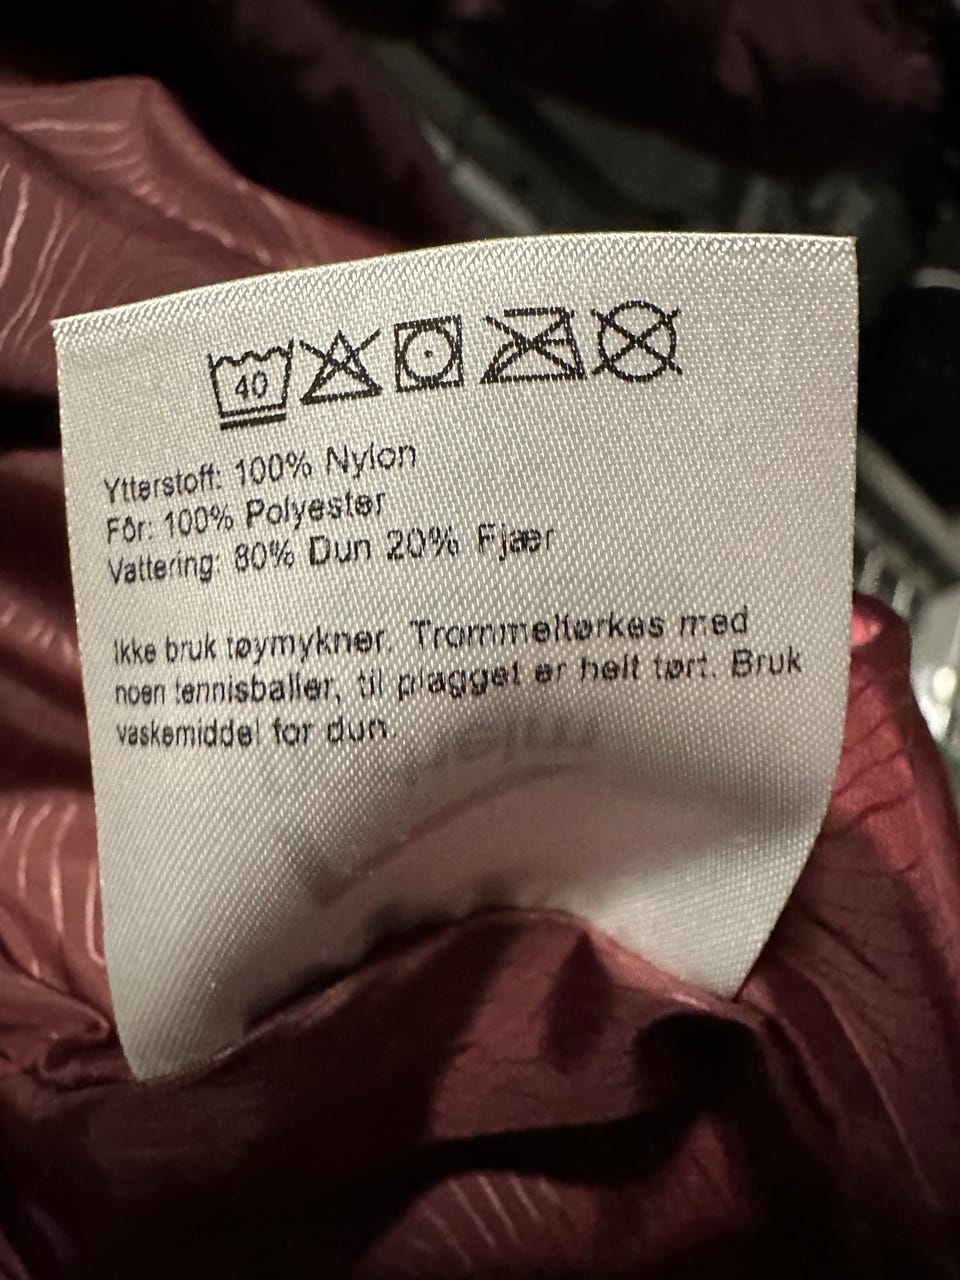 40
Ytterstoff: 100% Nylon
Fôr: 100% Polyester
Vattering: 80% Dun 20% Fjær
Ikke bruk tøymykner. Trommeltørkes med
noen tennisballer, til plagget er helt tørt. Bruk
vaskemiddel for dun.